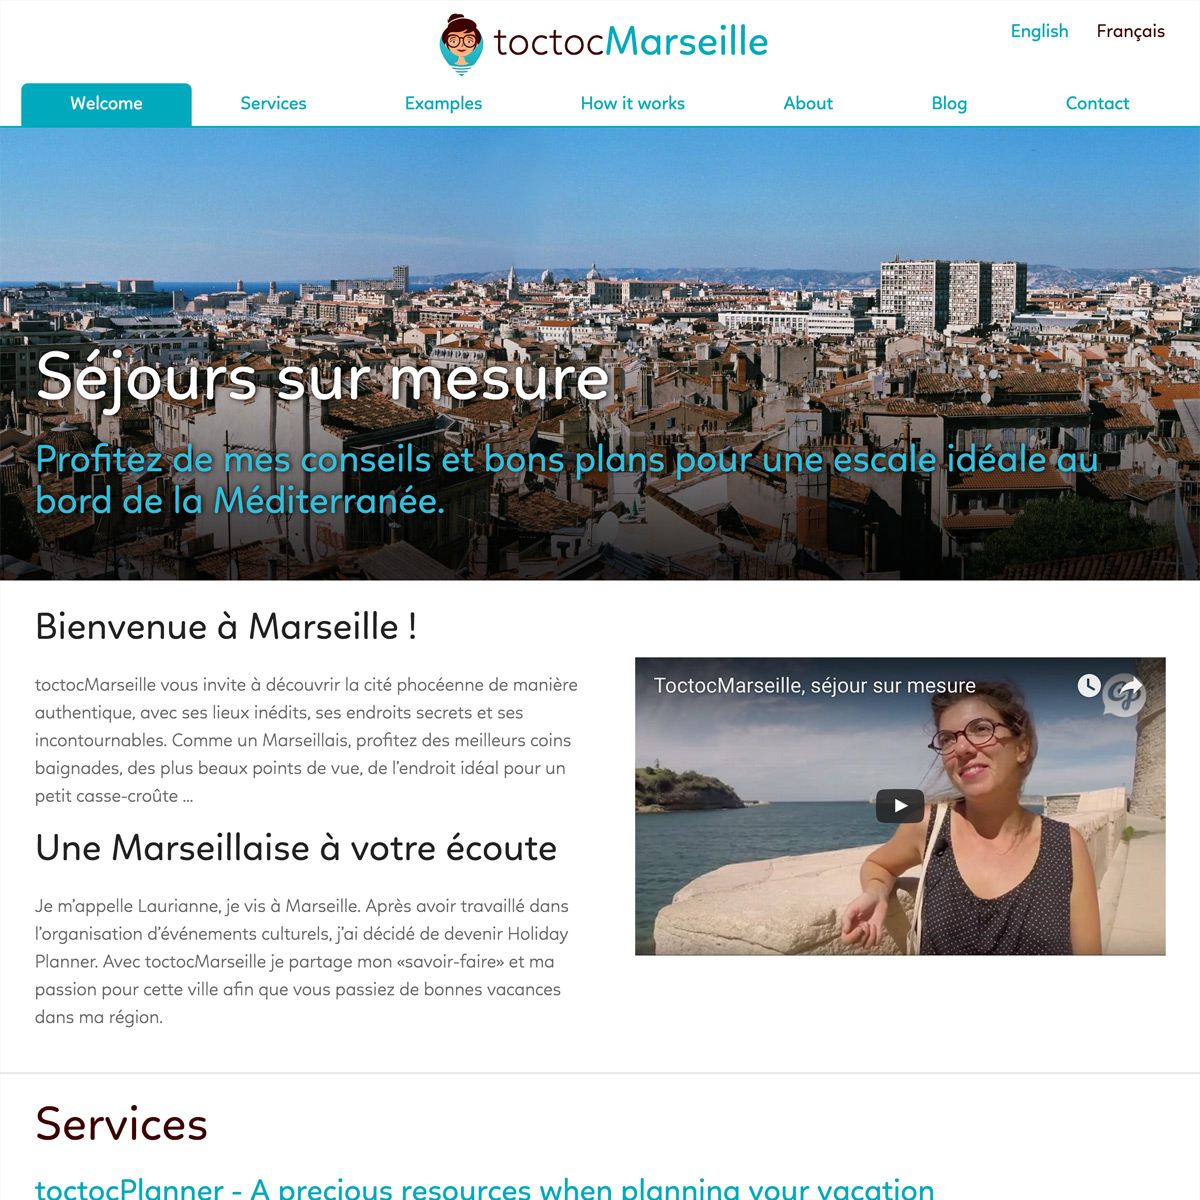 toctocMarseille
English Français
Welcome Services Examples How it works About Blog Contact
Séjours sur mesure
Profitez de mes conseils et bons plans pour une escale idéale au
bord de la Méditerranée.
Bienvenue à Marseille !
toctocMarseille vous invite à découvrir la cité phocéenne de manière
authentique, avec ses lieux inédits, ses endroits secrets et ses
incontournables. Comme un Marseillais, profitez des meilleurs coins
baignades, des plus beaux points de vue, de l’endroit idéal pour un
petit casse-croûte ...
Une Marseillaise à votre écoute
Je m’appelle Laurianne, je vis à Marseille. Après avoir travaillé dans
l’organisation d’événements culturels, j’ai décidé de devenir Holiday
Planner. Avec toctocMarseille je partage mon «savoir-faire» et ma
passion pour cette ville afin que vous passiez de bonnes vacances
dans ma région.
ToctocMarseille, séjour sur mesure
Services
toctocPlanner - A precious resources when planning your vacation